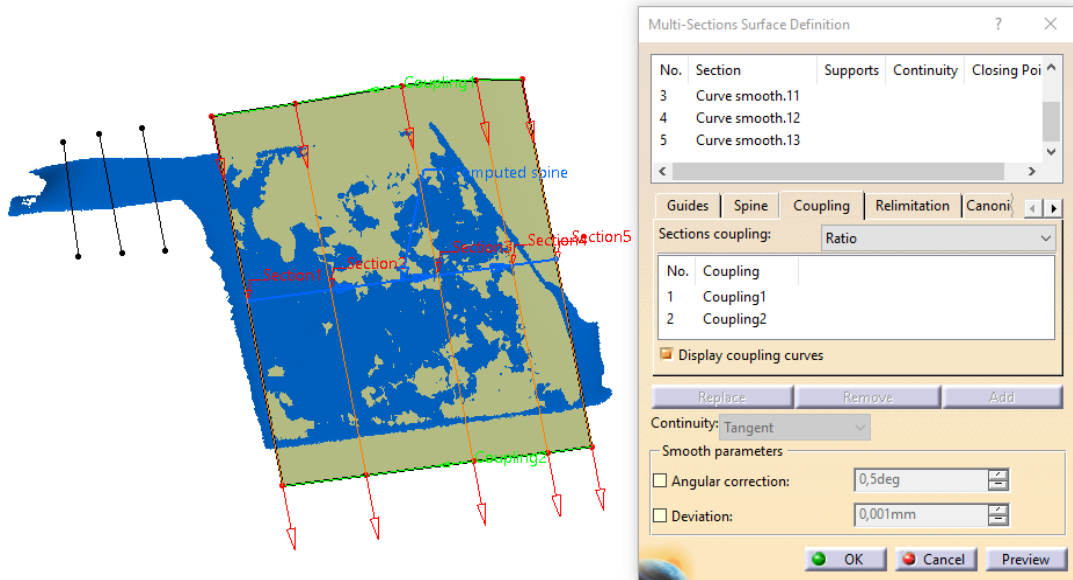 Multi-Sections Surface Definition ? ×
No. Section Supports Continuity Closing Poi
3 Curve smooth.11
4 Curve smooth.12
5 Curve smooth.13
Guides Spine Coupling Relimitation Canoni
Sections coupling: Ratio
No. Coupling
1 Coupling1
2 Coupling2
Display coupling curves
Replace Remove Add
Continuity: Tangent
Smooth parameters
Angular correction: 0,5deg
Deviation: 0,001mm
OK Cancel Preview
Coupling1
Computed spine
Section1 Section2 Section3 Section4 Section5
Coupling2